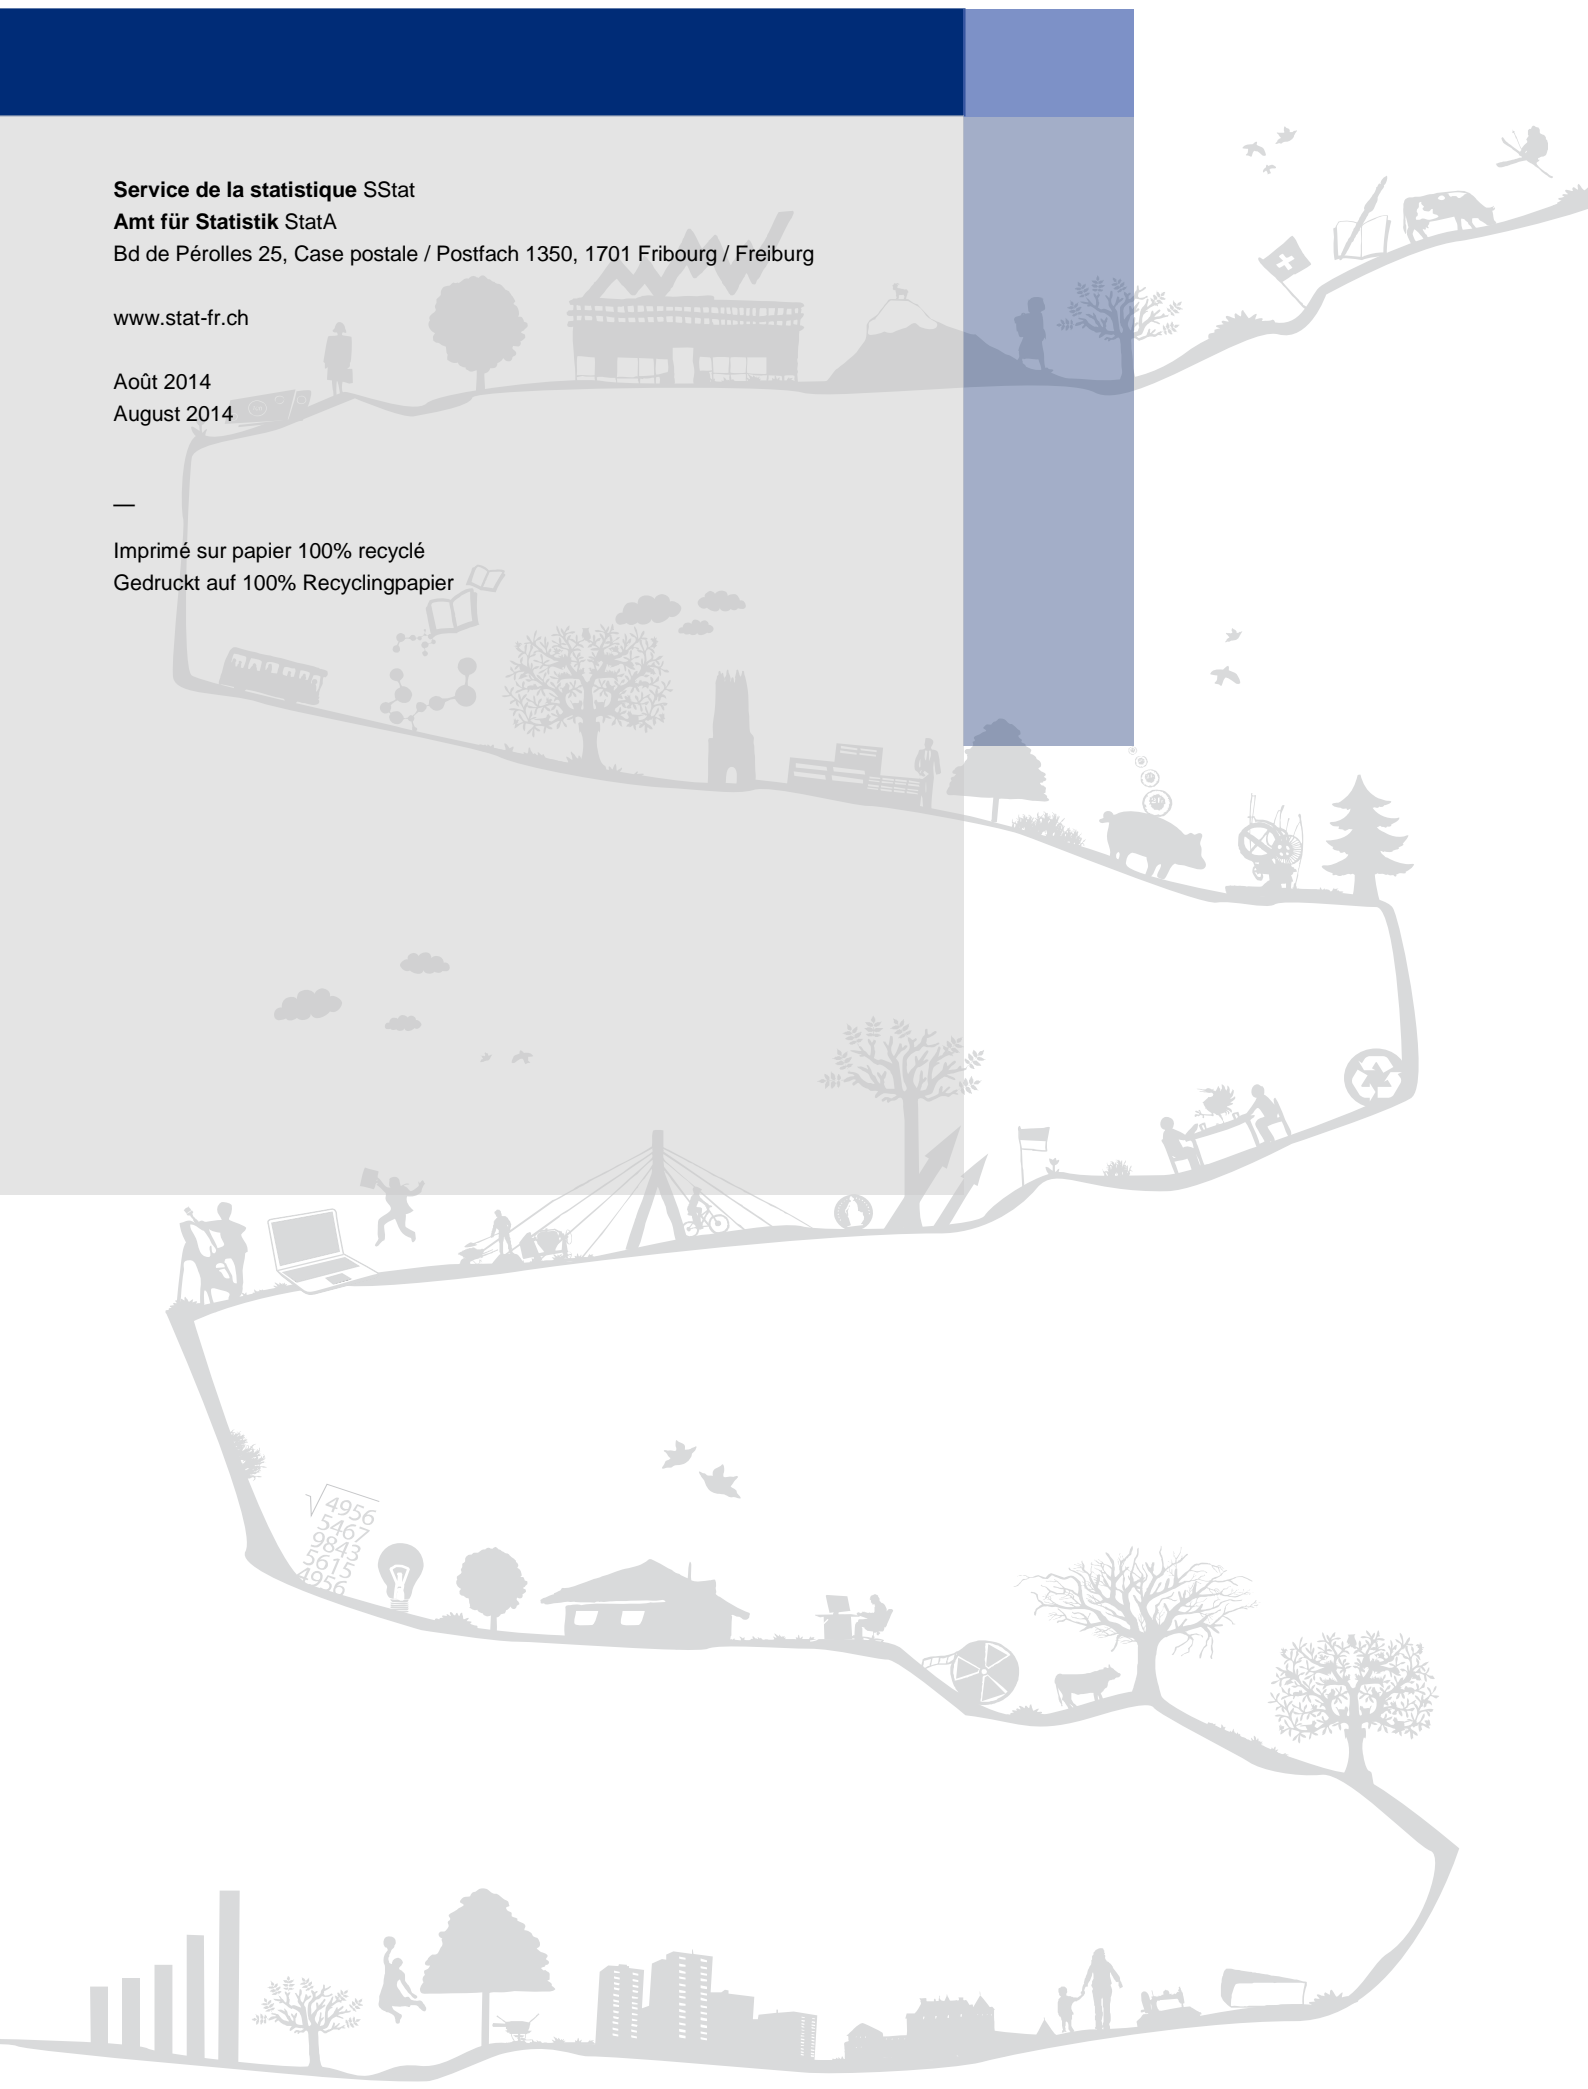 Service de la statistique SStat
Amt für Statistik StatA
Bd de Pérolles 25, Case postale / Postfach 1350, 1701 Fribourg / Freiburg
www.stat-fr.ch
Août 2014
August 2014
—
Imprimé sur papier 100% recyclé
Gedruckt auf 100% Recyclingpapier
4956
5467
9843
5615
4956